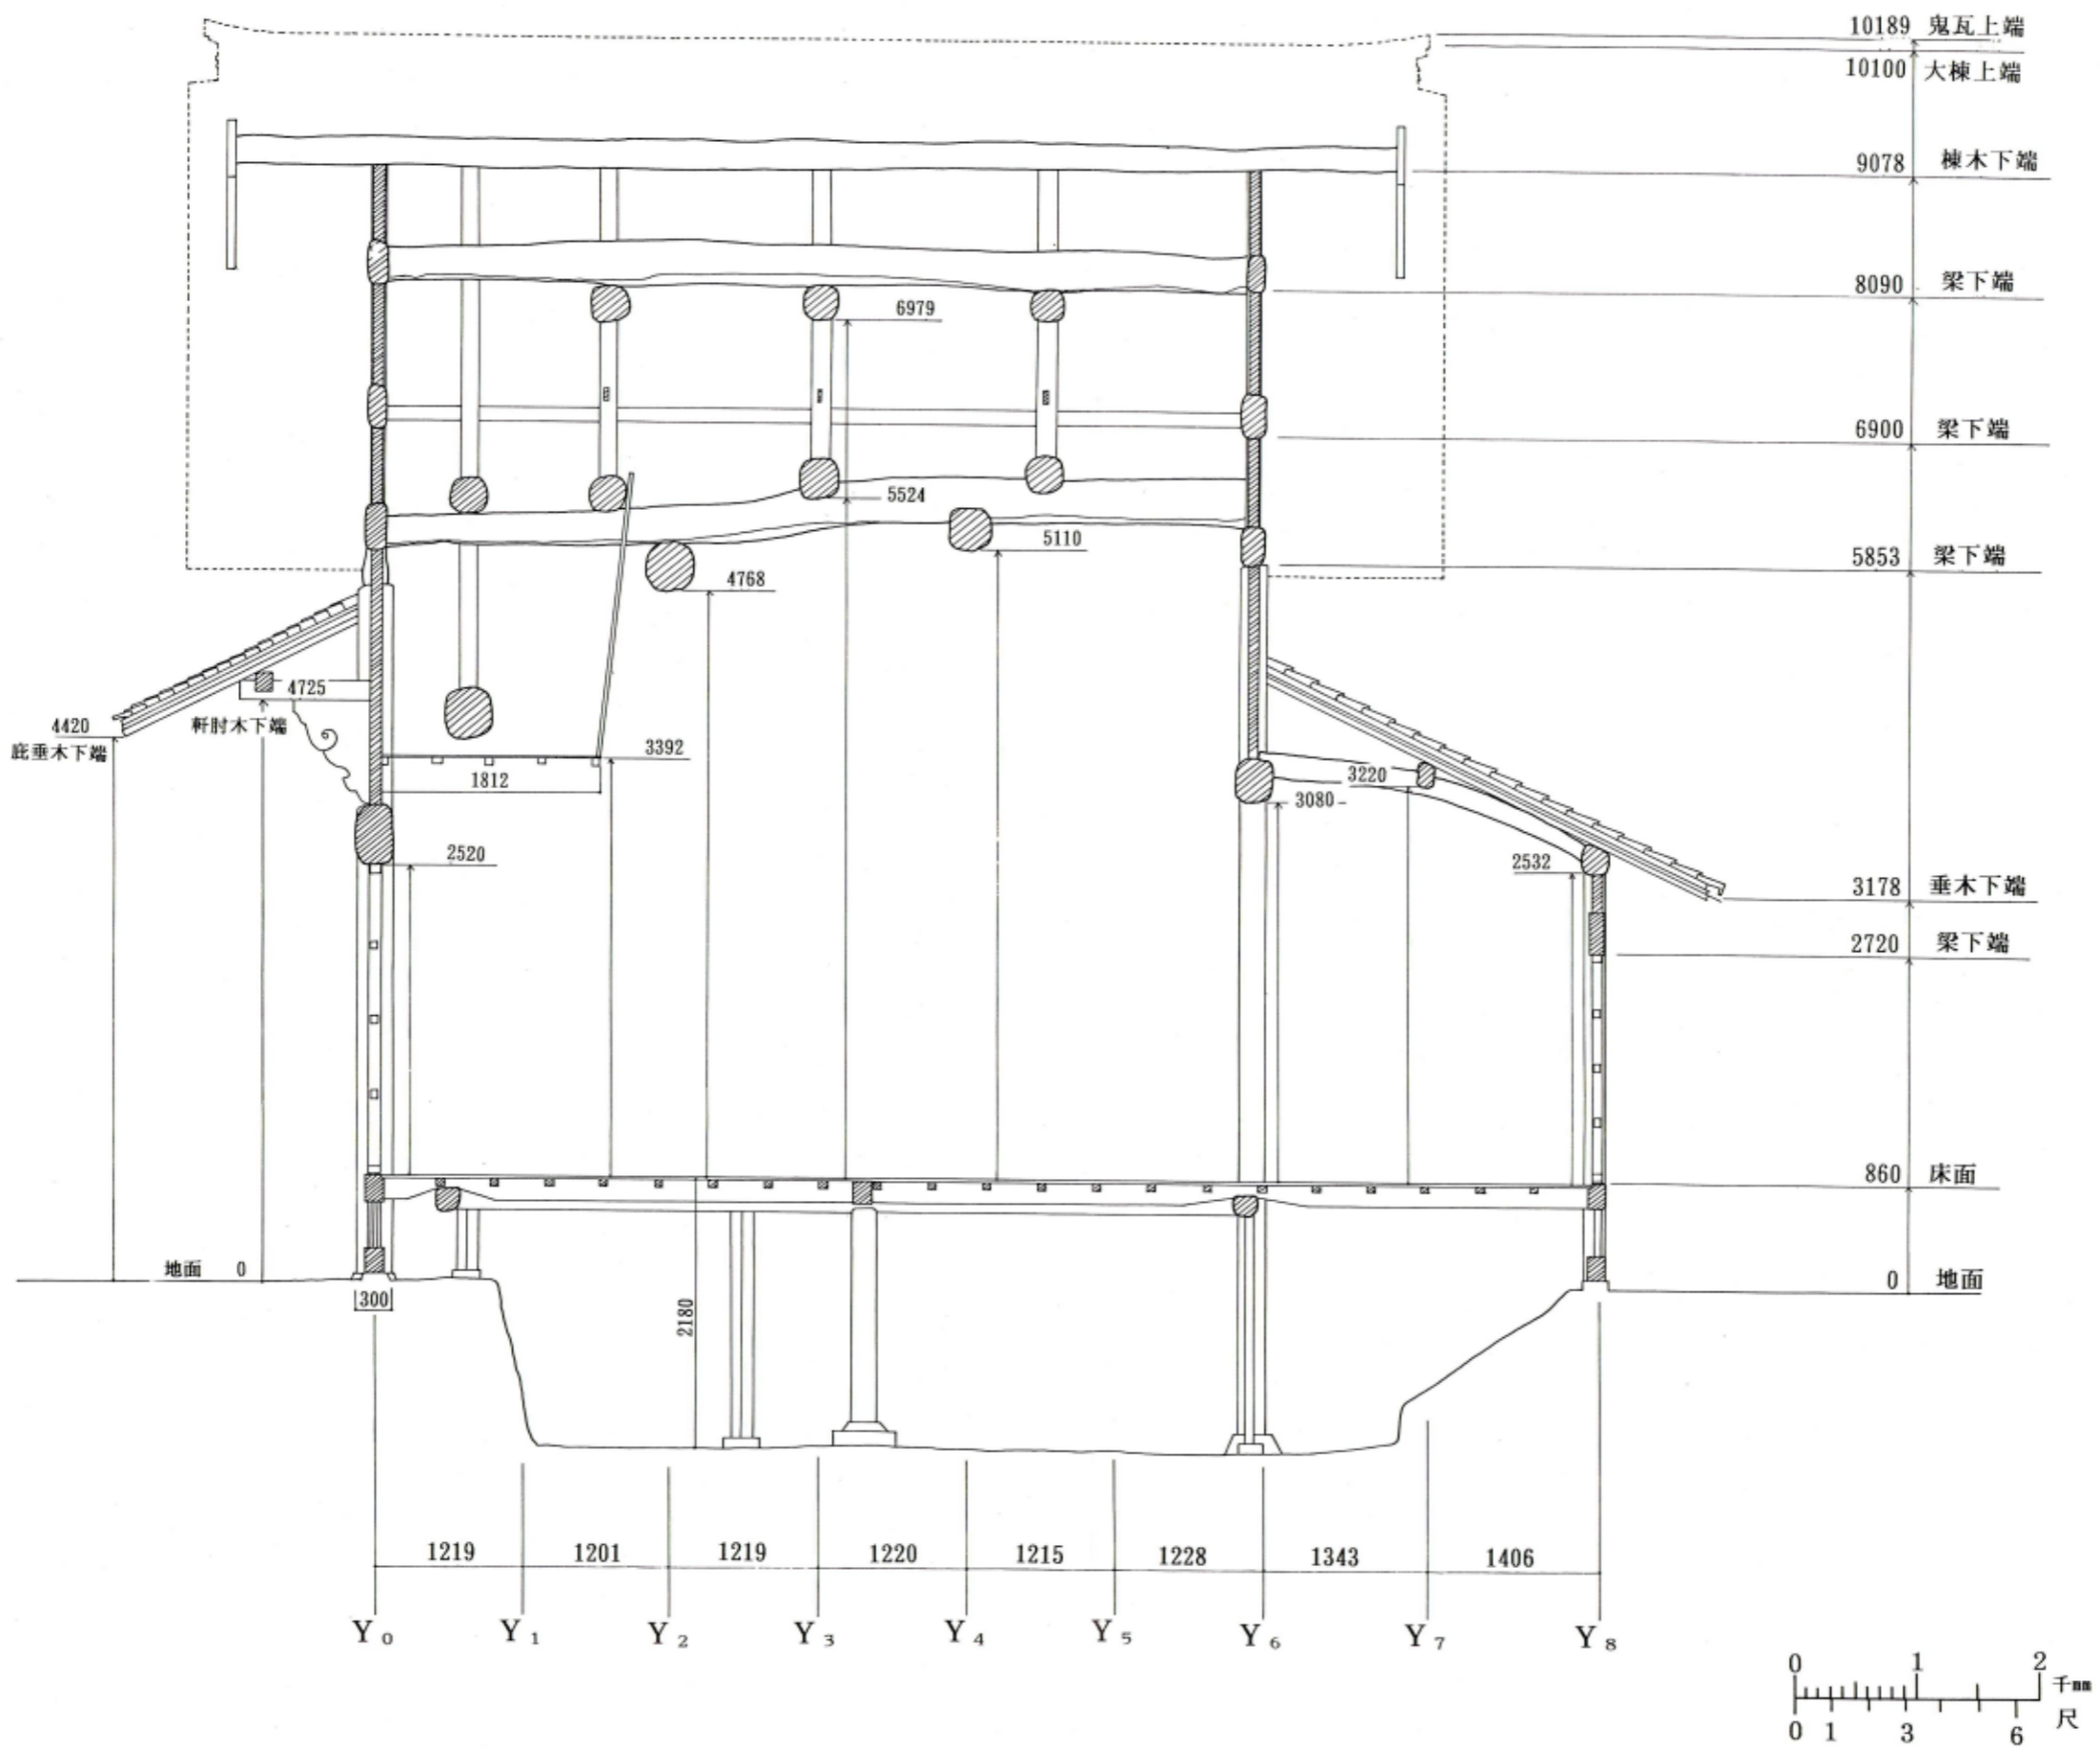 10189 鬼瓦上端
10100 大棟上端
9078 棟木下端
8090 梁下端
6979
6900 梁下端
5524
5110
5853 梁下端
4768
4725
軒肘木下端
4420
庇垂木下端
3392
1812
3220
3080
2520
2532
3178 垂木下端
2720 梁下端
860 床面
地面 0
0 地面
300
2180
1219 1201 1219 1220 1215 1228 1343 1406
Y0 Y1 Y2 Y3 Y4 Y5 Y6 Y7 Y8
0 1 2 千mm
0 1 3 6 尺